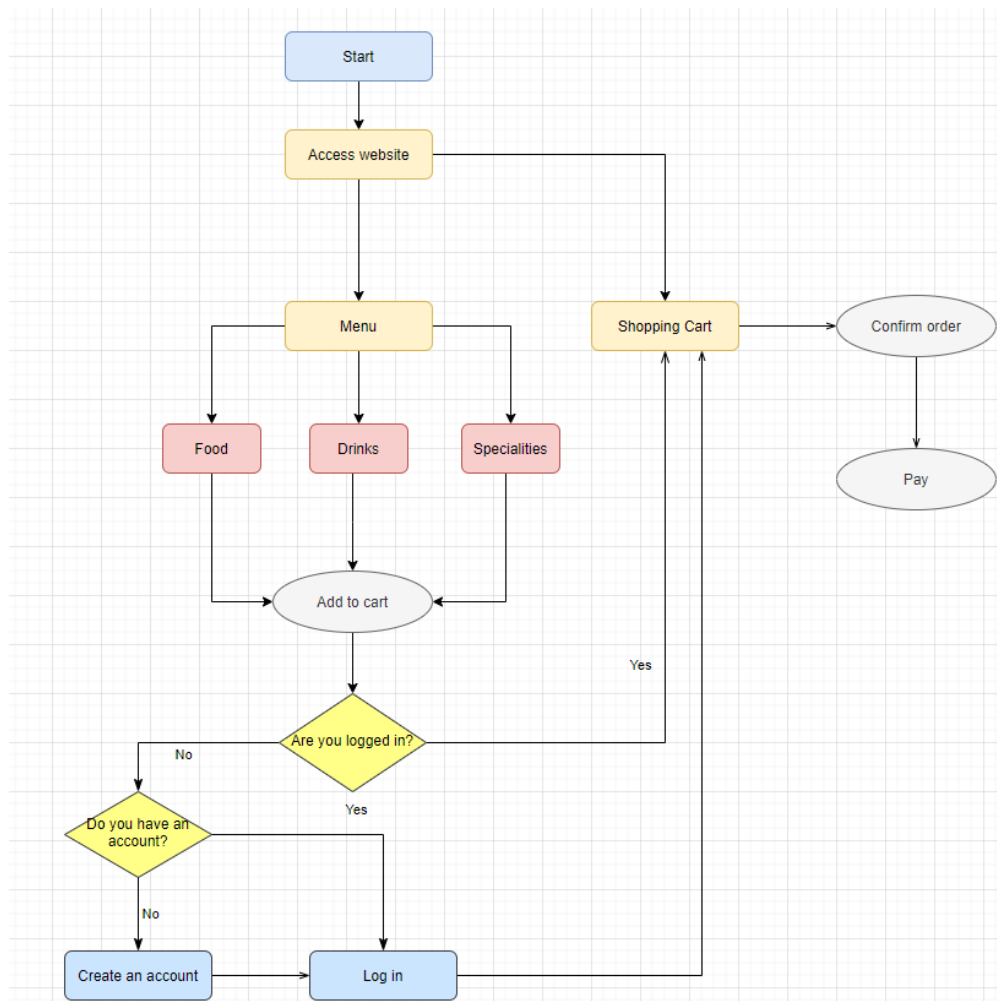 Start
Access website
Menu
Shopping Cart
Confirm order
Food
Drinks
Specialities
Pay
Add to cart
Yes
Are you logged in?
No
Yes
Do you have an
account?
No
Create an account
Log in